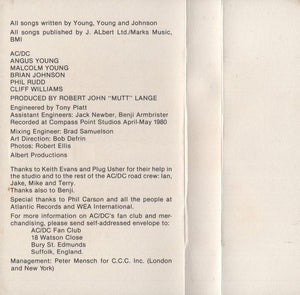 All songs written by Young, Young and Johnson
All songs published by J. ALbert Ltd./Marks Music,
BMI
AC/DC
ANGUS YOUNG
MALCOLM YOUNG
BRIAN JOHNSON
PHIL RUDD
CLIFF WILLIAMS
PRODUCED BY ROBERT JOHN "MUTT" LANGE
Engineered by Tony Platt
Assistant Engineers: Jack Newber, Benji Armbrister
Recorded at Compass Point Studios April-May 1980
Mixing Engineer: Brad Samuelson
Art Direction: Bob Defrin
Photos: Robert Ellis
Albert Productions
Thanks to Keith Evans and Plug Usher for their help in
the studio and to the rest of the AC/DC road crew: Ian,
Jake, Mike and Terry.
Thanks also to Benji.
Special thanks to Phil Carson and all the people at
Atlantic Records and WEA International.
For more information on AC/DC's fan club and mer-
chandising, please send self-addressed envelope to:
AC/DC Fan Club
18 Watson Close
Bury St. Edmunds
Suffolk, England.
Management: Peter Mensch for C.C.C. Inc. (London
and New York)